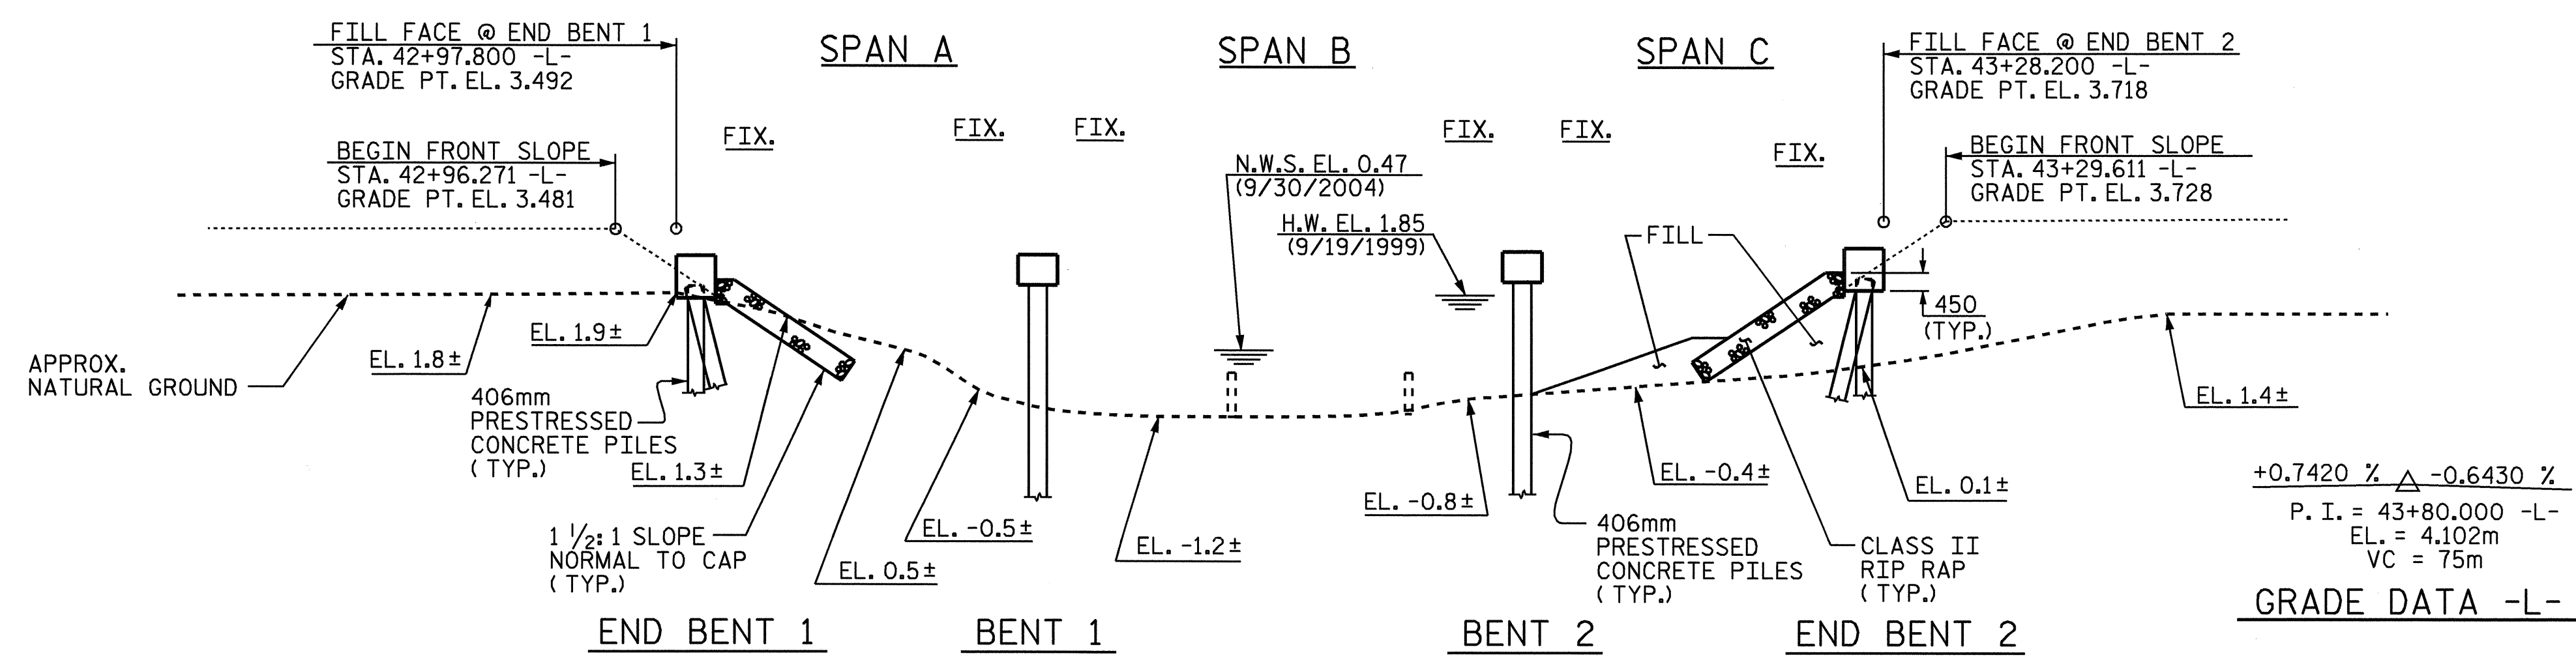 FILL FACE @ END BENT 1
STA. 42+97.800 -L-
GRADE PT. EL. 3.492
SPAN A
SPAN B
SPAN C
FILL FACE @ END BENT 2
STA. 43+28.200 -L-
GRADE PT. EL. 3.718
BEGIN FRONT SLOPE
STA. 42+96.271 -L-
GRADE PT. EL. 3.481
FIX.
FIX.
FIX.
FIX.
FIX.
FIX.
N.W.S. EL. 0.47
(9/30/2004)
H.W. EL. 1.85
(9/19/1999)
BEGIN FRONT SLOPE
STA. 43+29.611 -L-
GRADE PT. EL. 3.728
FILL
450
(TYP.)
APPROX.
NATURAL GROUND
EL. 1.8±
EL. 1.9±
406mm
PRESTRESSED
CONCRETE PILES
(TYP.)
EL. 1.3±
1 1/2: 1 SLOPE
NORMAL TO CAP
(TYP.)
EL. 0.5±
EL. -0.5±
EL. -1.2±
EL. -0.8±
406mm
PRESTRESSED
CONCRETE PILES
(TYP.)
EL. -0.4±
CLASS II
RIP RAP
(TYP.)
EL. 0.1±
EL. 1.4±
+0.7420 % -0.6430 %
P. I. = 43+80.000 -L-
EL. = 4.102m
VC = 75m
GRADE DATA -L-
END BENT 1
BENT 1
BENT 2
END BENT 2